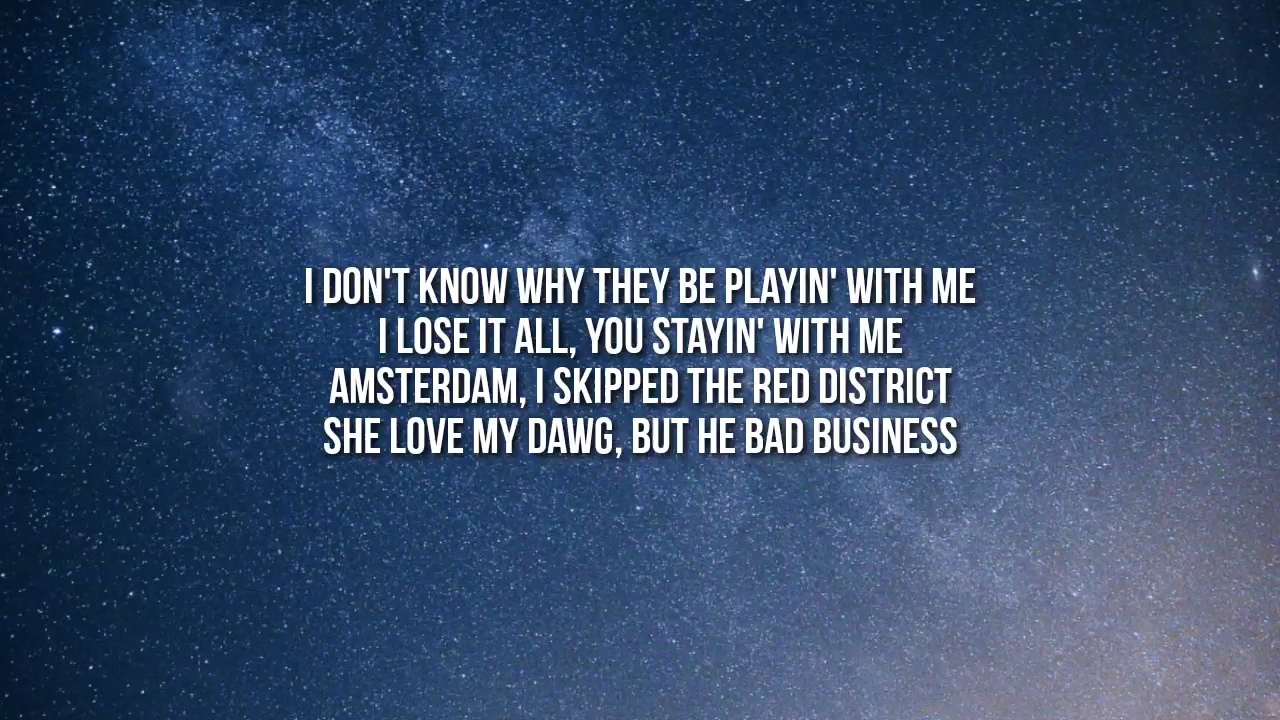 I DON'T KNOW WHY THEY BE PLAYIN' WITH ME
I LOSE IT ALL, YOU STAYIN' WITH ME
AMSTERDAM, I SKIPPED THE RED DISTRICT
SHE LOVE MY DAWG, BUT HE BAD BUSINESS